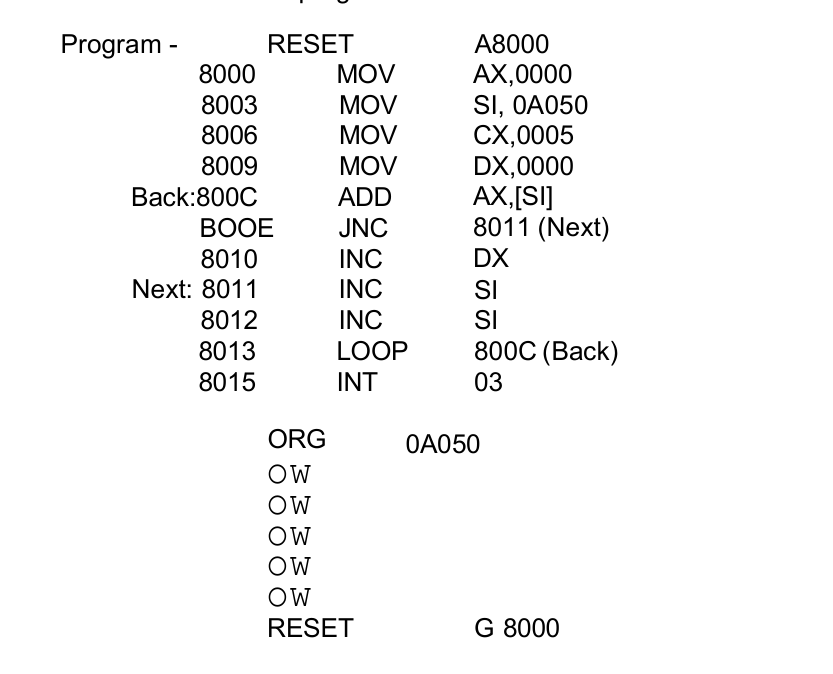 Program - RESET A8000
8000 MOV AX,0000
8003 MOV SI, 0A050
8006 MOV CX,0005
8009 MOV DX,0000
Back:800C ADD AX,[SI]
BOOE JNC 8011 (Next)
8010 INC DX
Next: 8011 INC SI
8012 INC SI
8013 LOOP 800C (Back)
8015 INT 03
ORG 0A050
OW
OW
OW
OW
OW
RESET G 8000